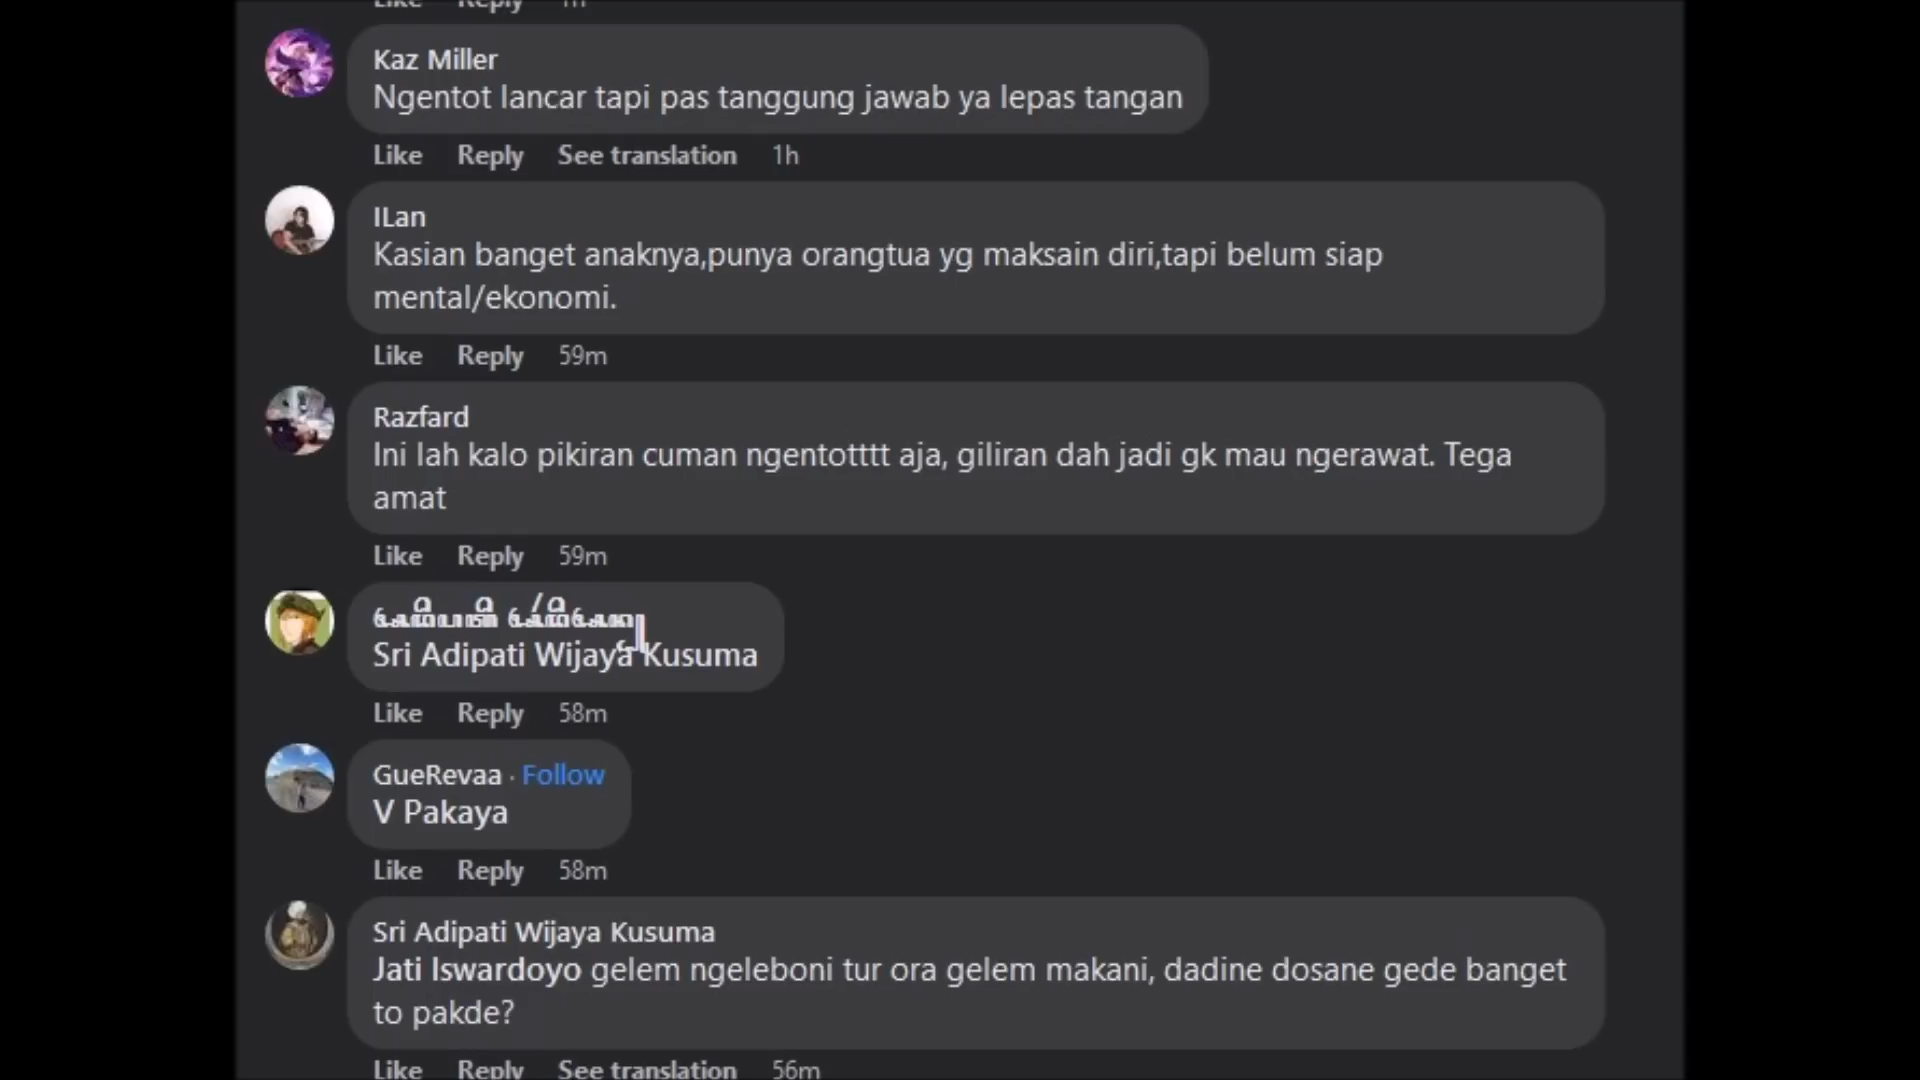 Like Reply 1h
Kaz Miller
Ngentot lancar tapi pas tanggung jawab ya lepas tangan
Like Reply See translation 1h
ILan
Kasian banget anaknya,punya orangtua yg maksain diri,tapi belum siap
mental/ekonomi.
Like Reply 59m
Razfard
Ini lah kalo pikiran cuman ngentotttt aja, giliran dah jadi gk mau ngerawat. Tega
amat
Like Reply 59m
Sri Adipati Wijaya Kusuma
Like Reply 58m
GueRevaa · Follow
V Pakaya
Like Reply 58m
Sri Adipati Wijaya Kusuma
Jati Iswardoyo gelem ngeleboni tur ora gelem makani, dadine dosane gede banget
to pakde?
Like Reply See translation 56m